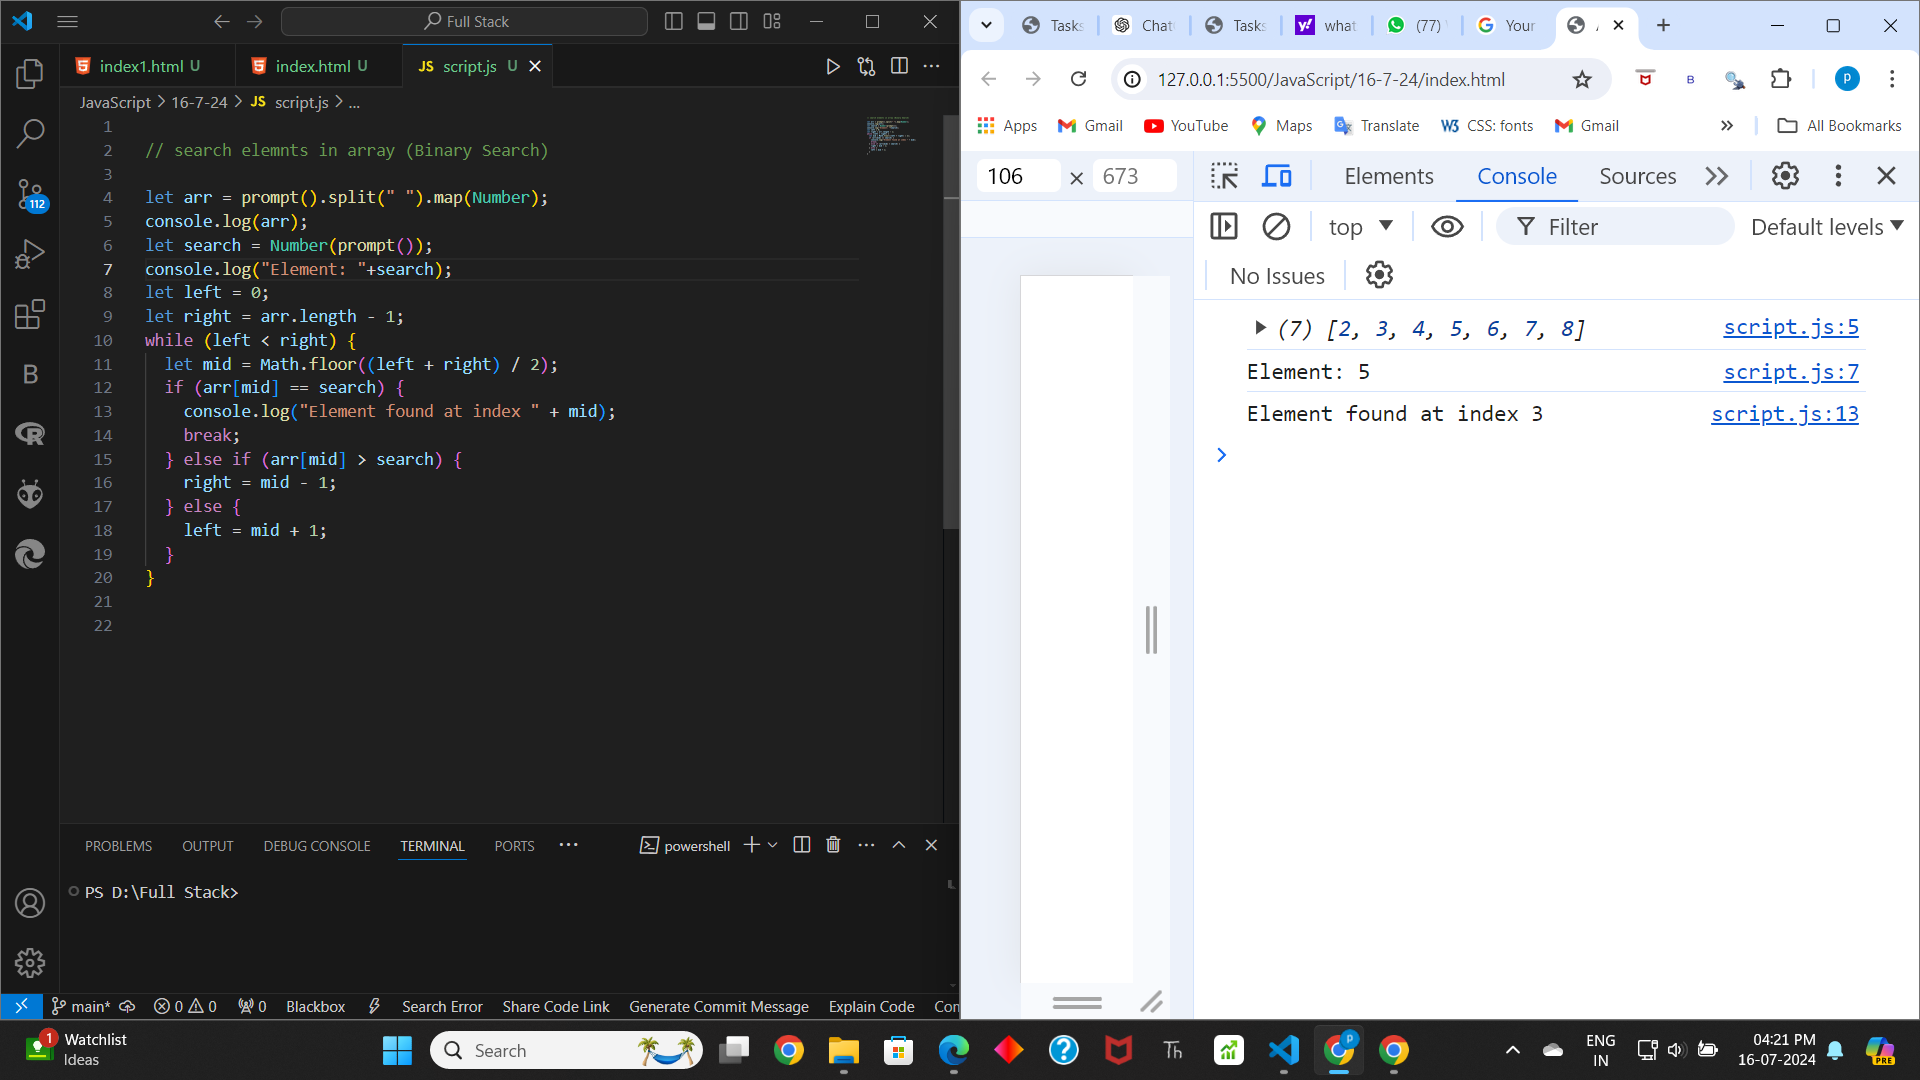 Full Stack
index1.html U
index.html U
JS script.js U
JavaScript > 16-7-24 > JS script.js > ...
1
2 // search elemnts in array (Binary Search)
3
4 let arr = prompt().split(" ").map(Number);
5 console.log(arr);
6 let search = Number(prompt());
7 console.log("Element: "+search);
8 let left = 0;
9 let right = arr.length - 1;
10 while (left < right) {
11 let mid = Math.floor((left + right) / 2);
12 if (arr[mid] == search) {
13 console.log("Element found at index " + mid);
14 break;
15 } else if (arr[mid] > search) {
16 right = mid - 1;
17 } else {
18 left = mid + 1;
19 }
20 }
21
22
112
B
PROBLEMS OUTPUT DEBUG CONSOLE TERMINAL PORTS ...
powershell
PS D:\Full Stack>
main* 0 0 0 Blackbox Search Error Share Code Link Generate Commit Message Explain Code
Tasks Chat Tasks what (77) Your
127.0.0.1:5500/JavaScript/16-7-24/index.html
B
p
Apps Gmail YouTube Maps Translate W3 CSS: fonts Gmail » All Bookmarks
106 × 673
Elements Console Sources
top Filter Default levels
No Issues
(7) [2, 3, 4, 5, 6, 7, 8] script.js:5
Element: 5 script.js:7
Element found at index 3 script.js:13
1
Watchlist
Ideas
Search
Th
p
ENG
IN
04:21 PM
16-07-2024
PRE